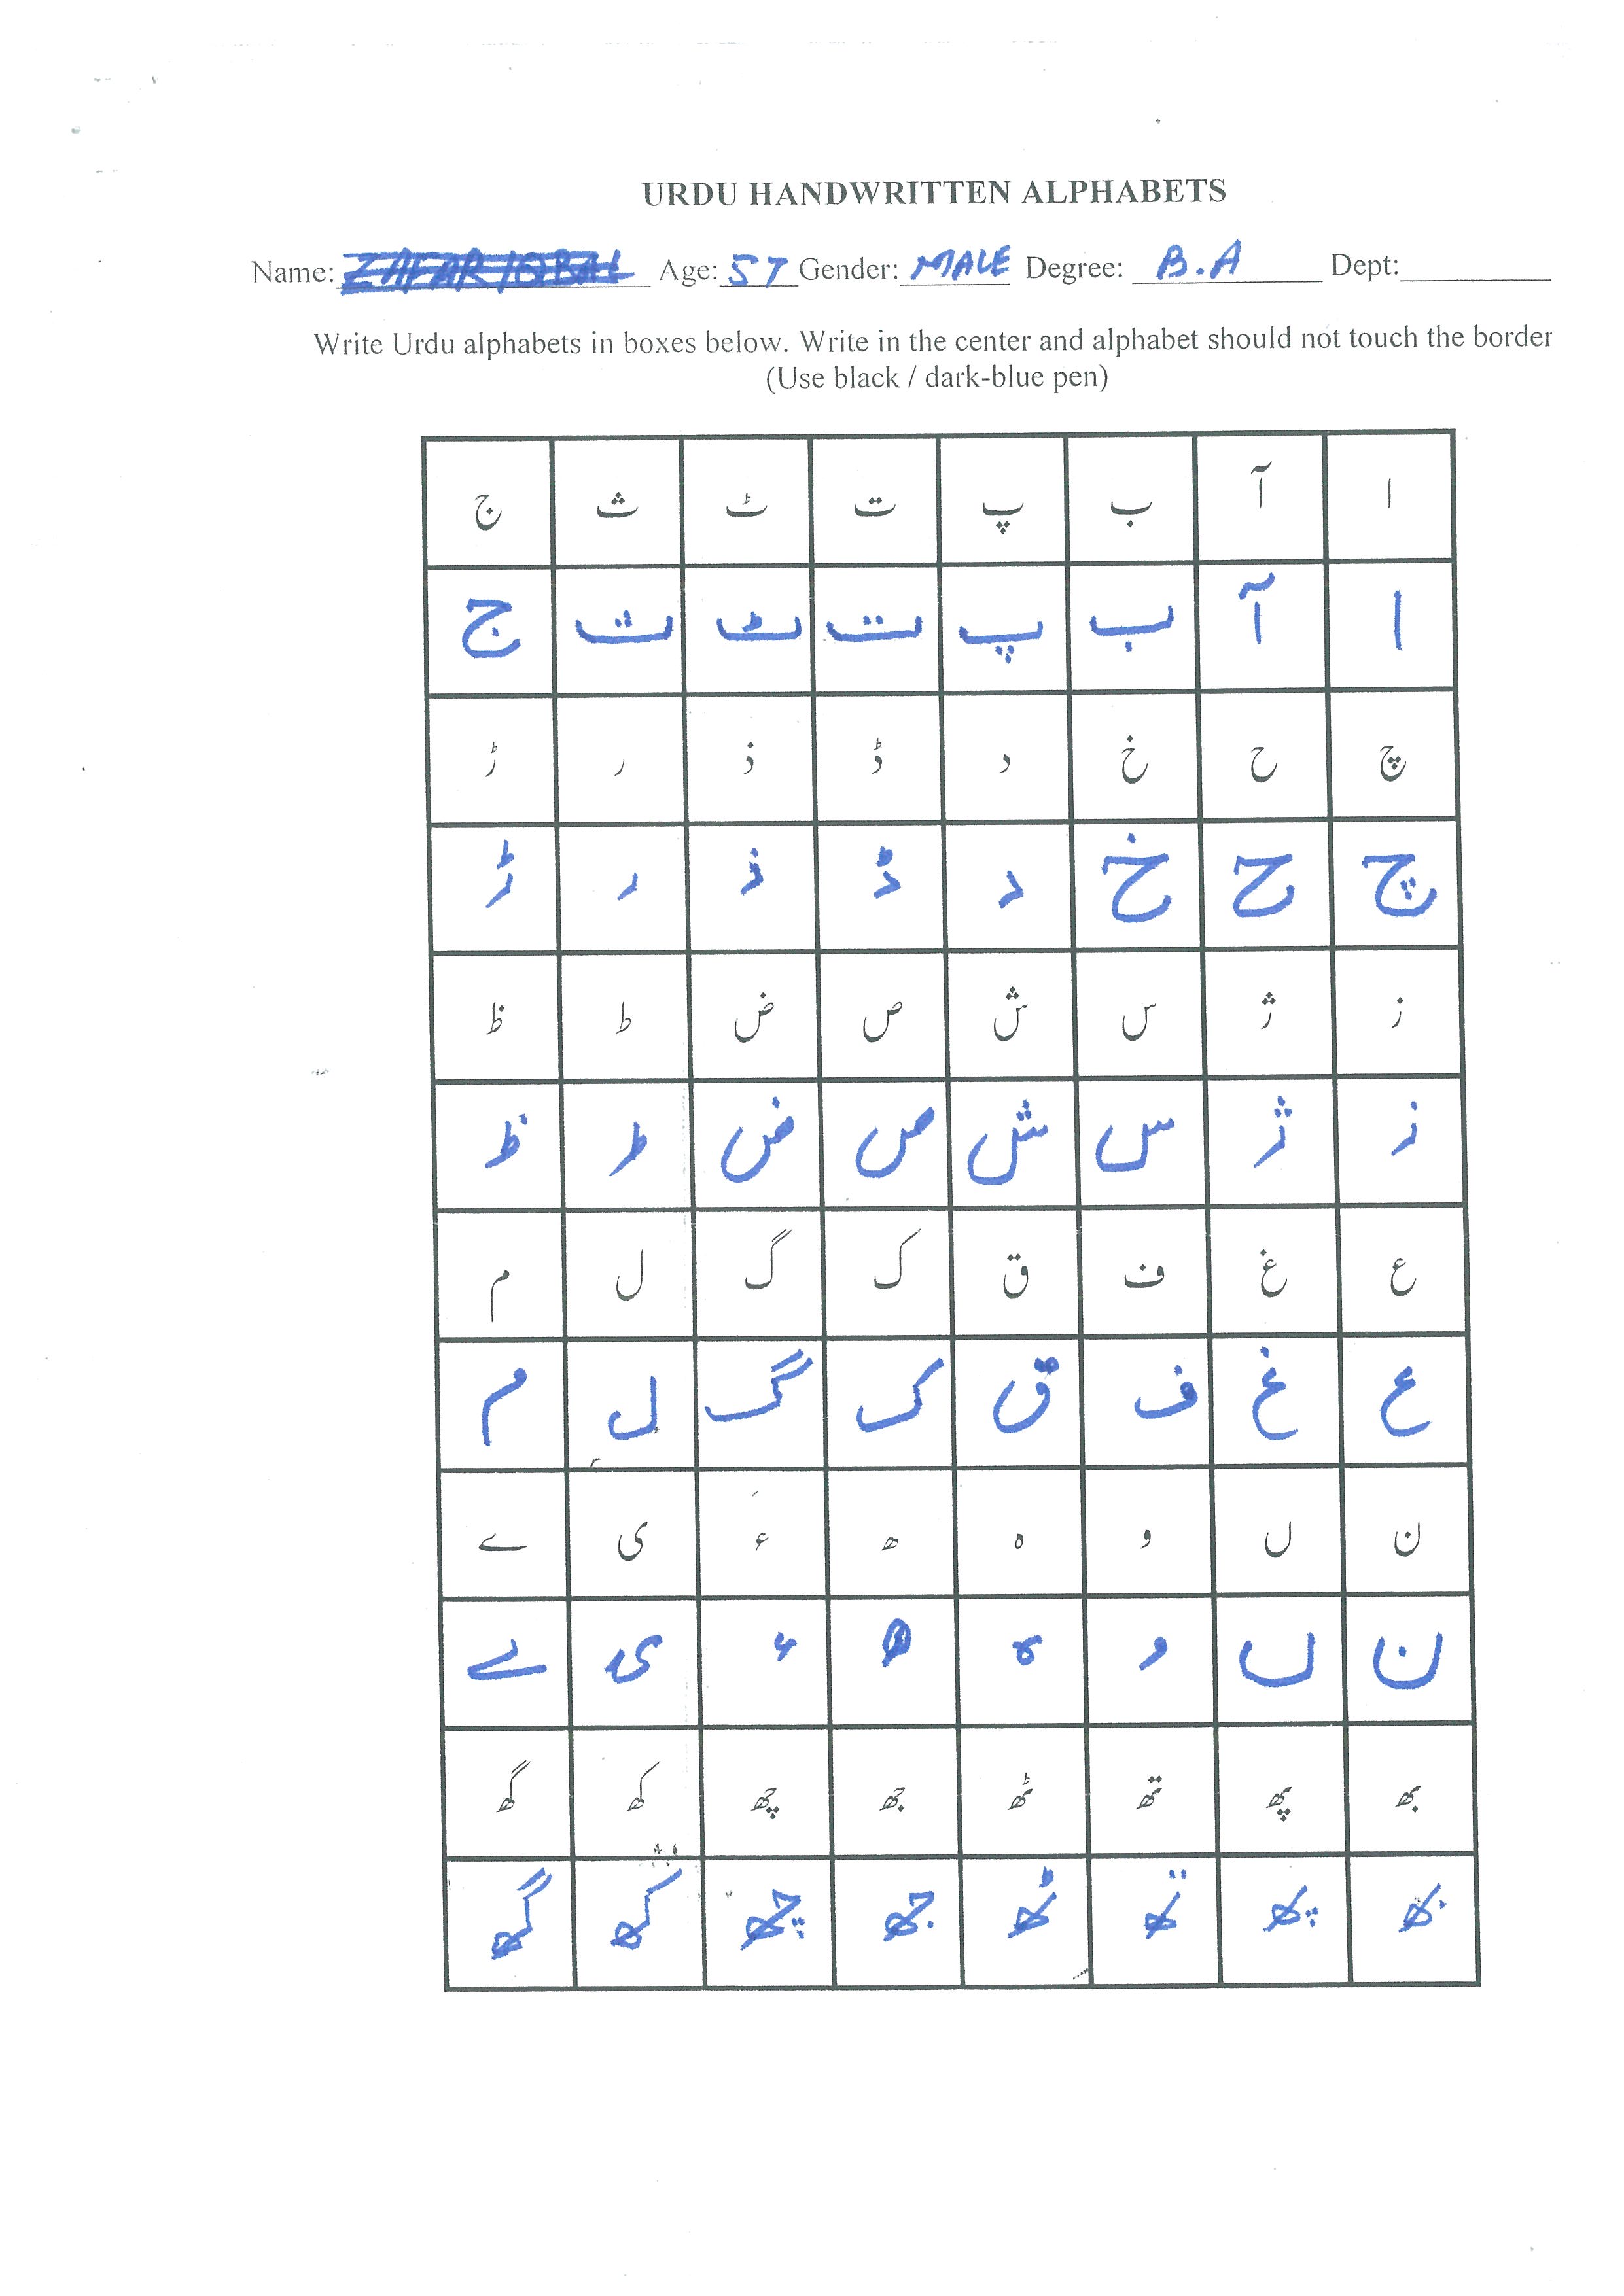 URDU HANDWRITTEN ALPHABETS
Name: Age: 57 Gender: MALE Degree: B.A Dept:
Write Urdu alphabets in boxes below. Write in the center and alphabet should not touch the border
(Use black / dark-blue pen)
ا آ ب پ ت ٹ ث ج
ا آ ب پ ت ٹ ث ج
چ ح خ د ڈ ذ ر ڑ
چ ح خ د ڈ ذ ر ڑ
ز ژ س ش ص ض ط ظ
ز ژ س ش ص ض ط ظ
ع غ ف ق ک گ ل م
ع غ ف ق ک گ ل م
ن ں و ہ ھ ء ی ے
ن ں و ہ ھ ء ی ے
بھ پھ تھ ٹھ جھ چھ کھ گھ
بھ پھ تھ ٹھ جھ چھ کھ گھ